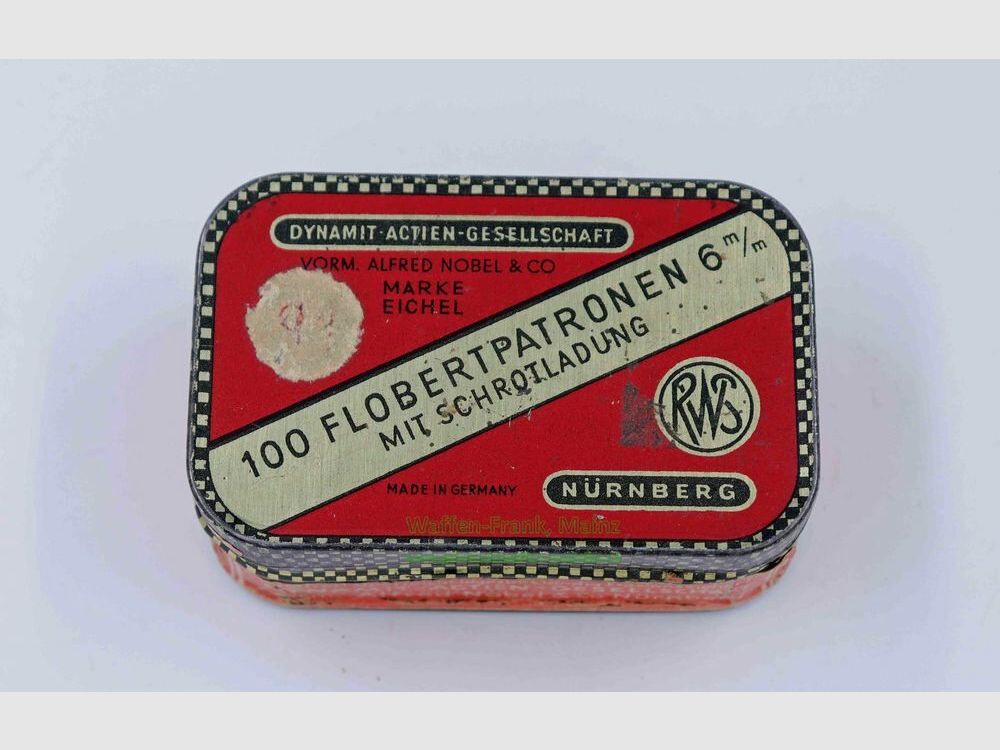 DYNAMIT-ACTIEN-GESELLSCHAFT
VORM. ALFRED NOBEL & CO
MARKE
EICHEL
100 FLOBERTPATRONEN 6 m/m
MIT SCHROTLADUNG
RWS
MADE IN GERMANY
NÜRNBERG
Waffen-Frank, Mainz